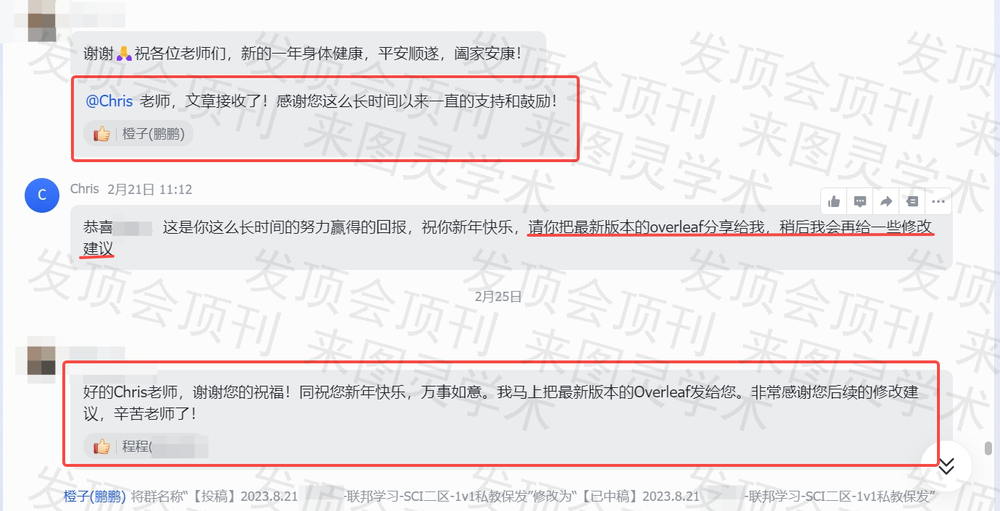 谢谢🙏祝各位老师们，新的一年身体健康，平安顺遂，阖家安康！
@Chris 老师，文章接收了！感谢您这么长时间以来一直的支持和鼓励！
橙子(鹏鹏)
C
Chris 2月21日 11:12
恭喜 这是你这么长时间的努力赢得的回报，祝你新年快乐，请你把最新版本的overleaf分享给我，稍后我会再给一些修改
建议
2月25日
好的Chris老师，谢谢您的祝福！同祝您新年快乐，万事如意。我马上把最新版本的Overleaf发给您。非常感谢您后续的修改建
议，辛苦老师了！
程程(
橙子(鹏鹏) 将群名称“【投稿】2023.8.21 -联邦学习-SCI二区-1v1私教保发”修改为“【已中稿】2023.8.21 -联邦学习-SCI二区-1v1私教保发”
发顶会顶刊
来图灵学术